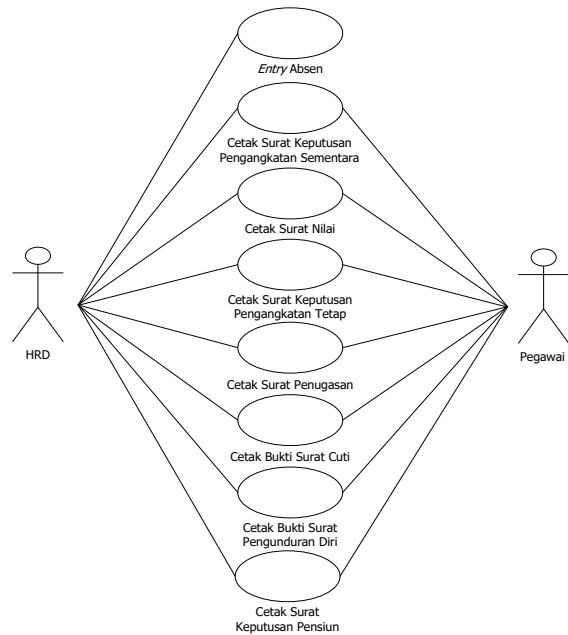 Entry Absen
Cetak Surat Keputusan
Pengangkatan Sementara
Cetak Surat Nilai
Cetak Surat Keputusan
Pengangkatan Tetap
HRD
Pegawai
Cetak Surat Penugasan
Cetak Bukti Surat Cuti
Cetak Bukti Surat
Pengunduran Diri
Cetak Surat
Keputusan Pensiun